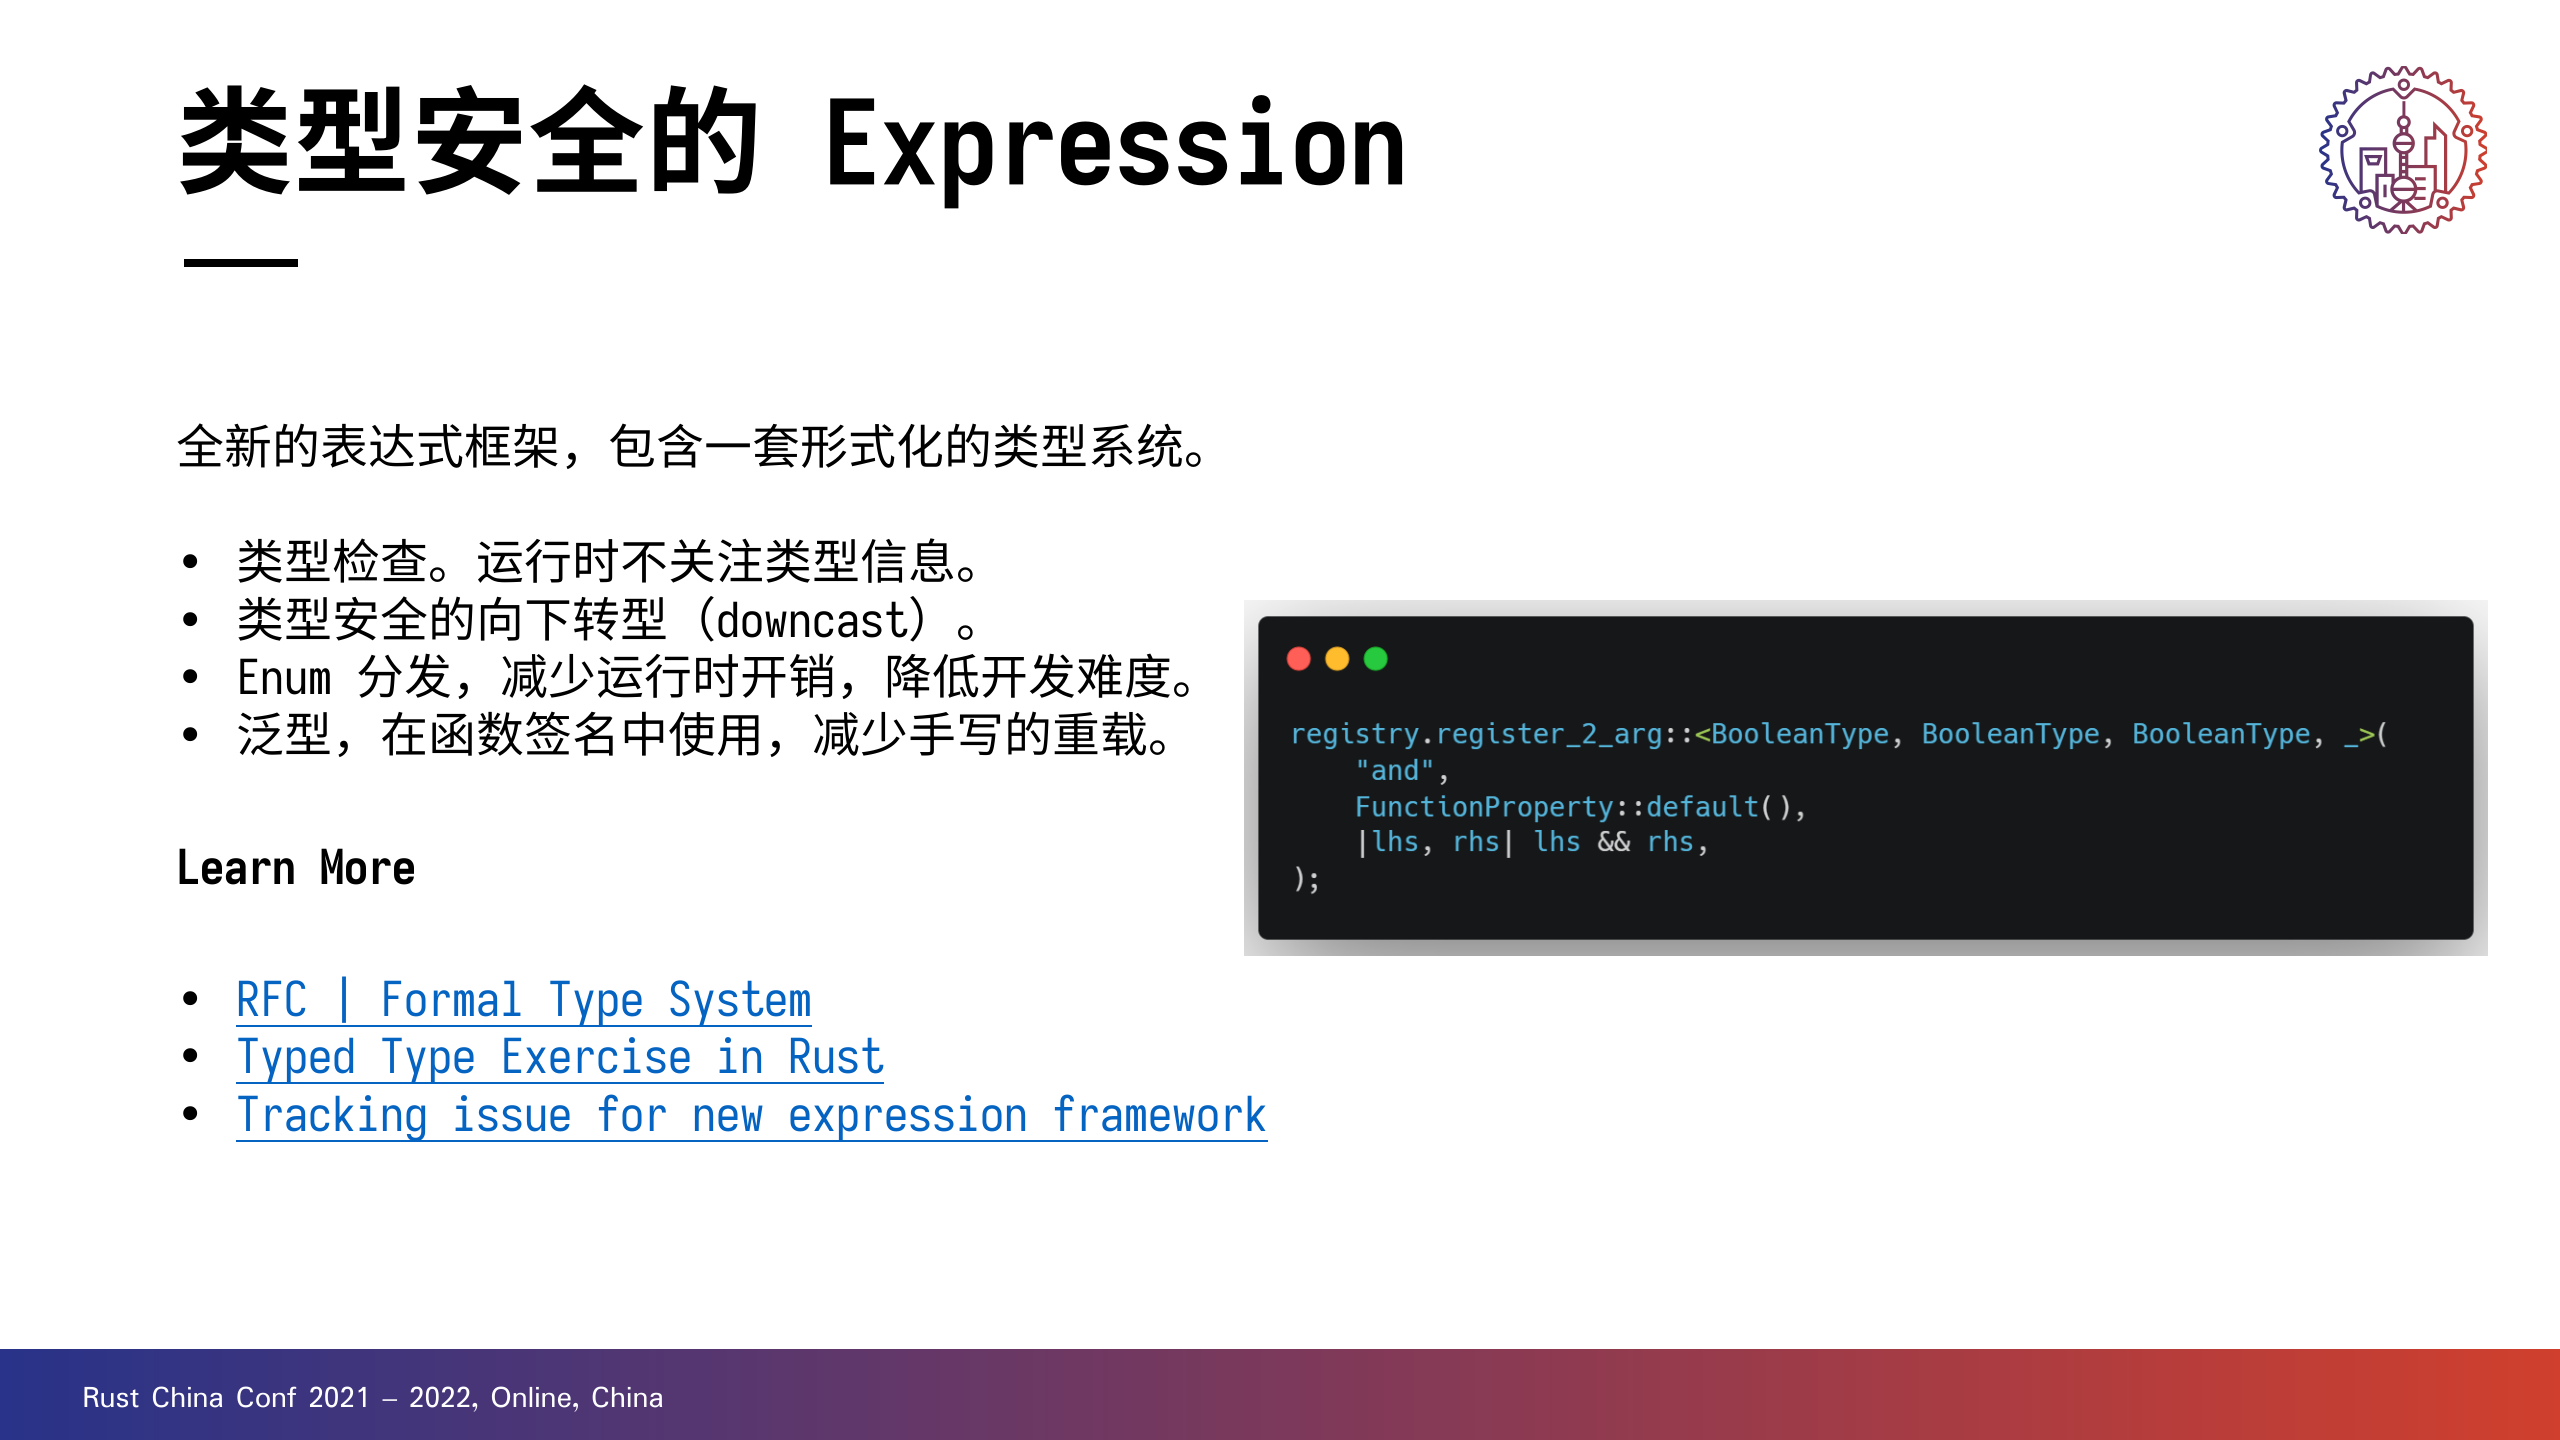 类型安全的 Expression
全新的表达式框架，包含一套形式化的类型系统。
• 类型检查。运行时不关注类型信息。
• 类型安全的向下转型（downcast）。
• Enum 分发，减少运行时开销，降低开发难度。
• 泛型，在函数签名中使用，减少手写的重载。
Learn More
• RFC | Formal Type System
• Typed Type Exercise in Rust
• Tracking issue for new expression framework
registry.register_2_arg::<BooleanType, BooleanType, BooleanType, _>(
    "and",
    FunctionProperty::default(),
    |lhs, rhs| lhs && rhs,
);
Rust China Conf 2021 – 2022, Online, China